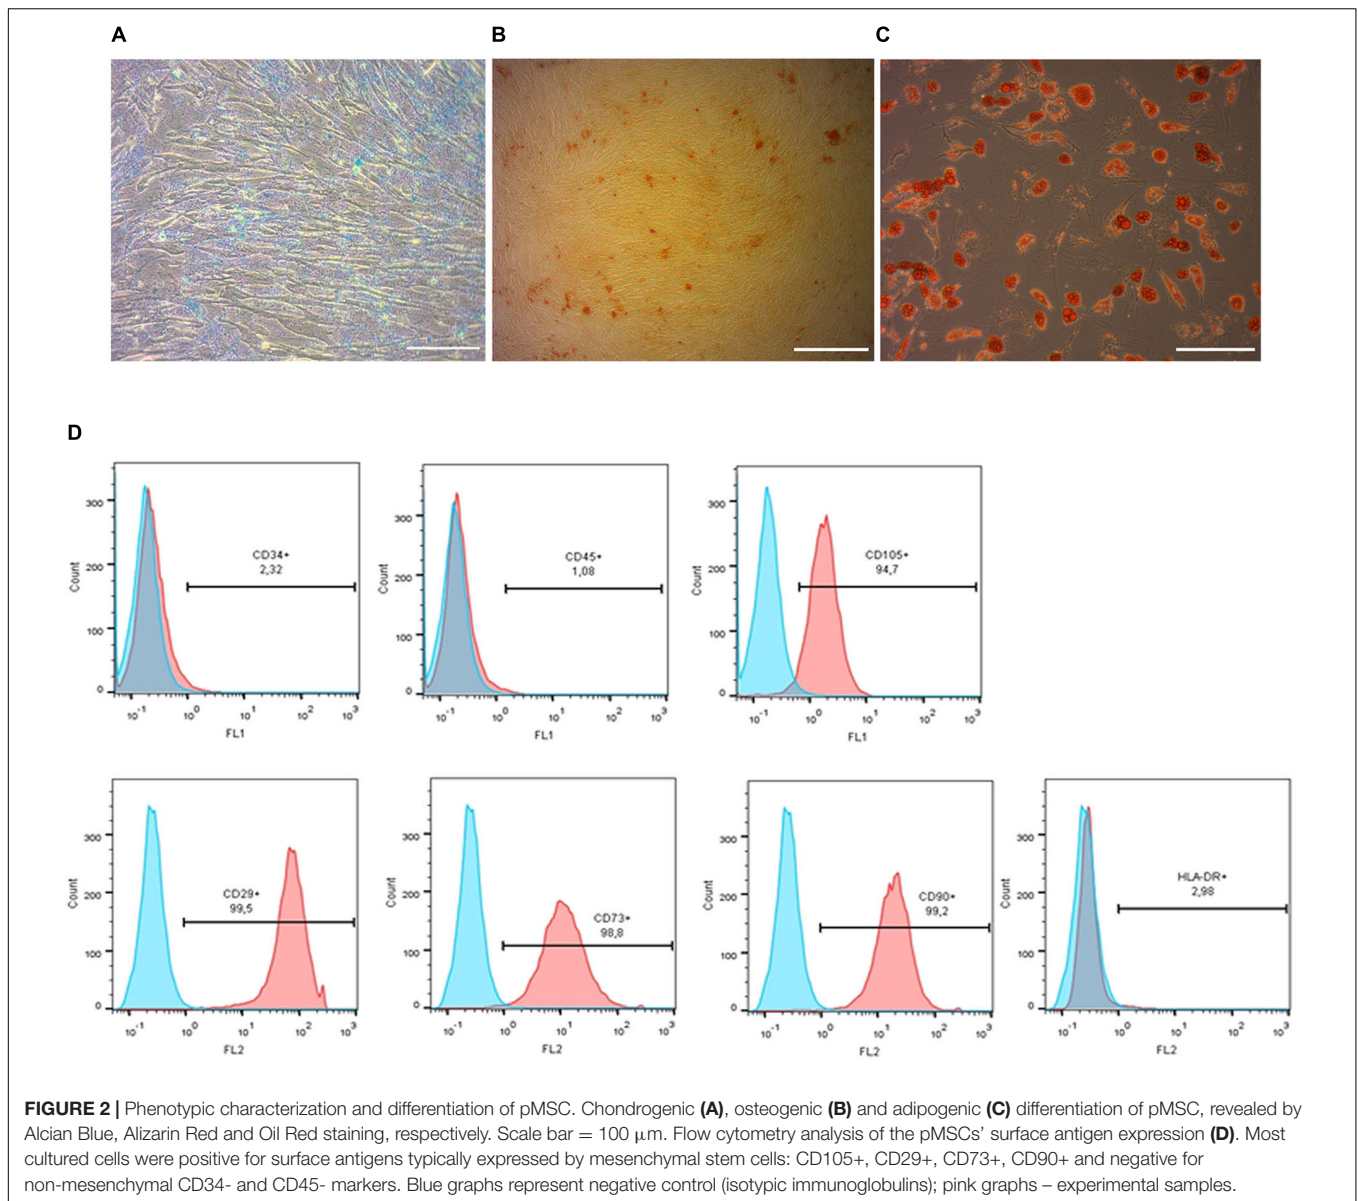 A
B
C
D
300
200
100
0
Count
CD34+
2,32
10-1
100
101
102
103
FL1
300
200
100
0
Count
CD45+
1,08
10-1
100
101
102
103
FL1
300
200
100
0
Count
CD105+
94,7
10-1
100
101
102
103
FL1
300
200
100
0
Count
CD29+
99,5
10-1
100
101
102
103
FL2
300
200
100
0
Count
CD73+
98,8
10-1
100
101
102
103
FL2
300
200
100
0
Count
CD90+
99,2
10-1
100
101
102
103
FL2
300
200
100
0
Count
HLA-DR+
2,98
10-1
100
101
102
103
FL2
FIGURE 2 | Phenotypic characterization and differentiation of pMSC. Chondrogenic (A), osteogenic (B) and adipogenic (C) differentiation of pMSC, revealed by
Alcian Blue, Alizarin Red and Oil Red staining, respectively. Scale bar = 100 μm. Flow cytometry analysis of the pMSCs' surface antigen expression (D). Most
cultured cells were positive for surface antigens typically expressed by mesenchymal stem cells: CD105+, CD29+, CD73+, CD90+ and negative for
non-mesenchymal CD34- and CD45- markers. Blue graphs represent negative control (isotypic immunoglobulins); pink graphs – experimental samples.